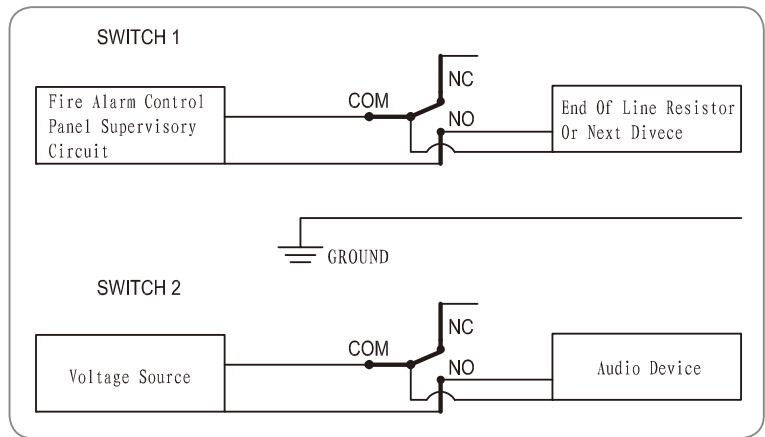 SWITCH 1
NC
COM
NO
Fire Alarm Control
Panel Supervisory
Circuit
End Of Line Resistor
Or Next Divece
GROUND
SWITCH 2
NC
COM
NO
Voltage Source
Audio Device